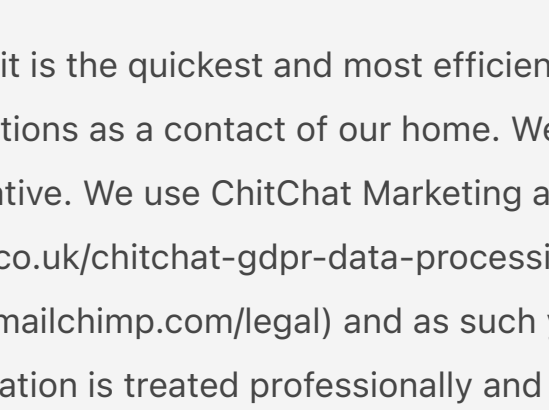 it is the quickest and most efficien
tions as a contact of our home. We
ative. We use ChitChat Marketing a
co.uk/chitchat-gdpr-data-processi
mailchimp.com/legal) and as such y
ation is treated professionally and